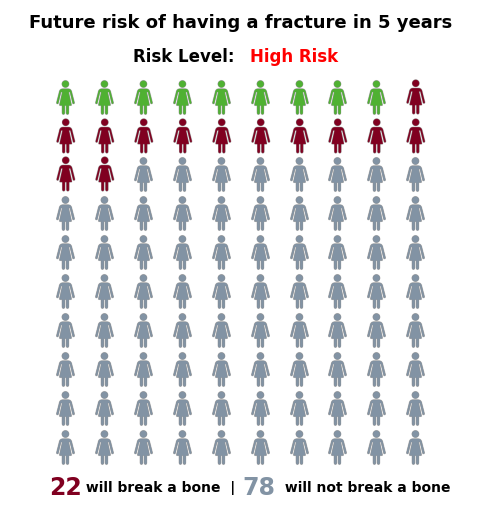 Future risk of having a fracture in 5 years
Risk Level: High Risk
22 will break a bone | 78 will not break a bone